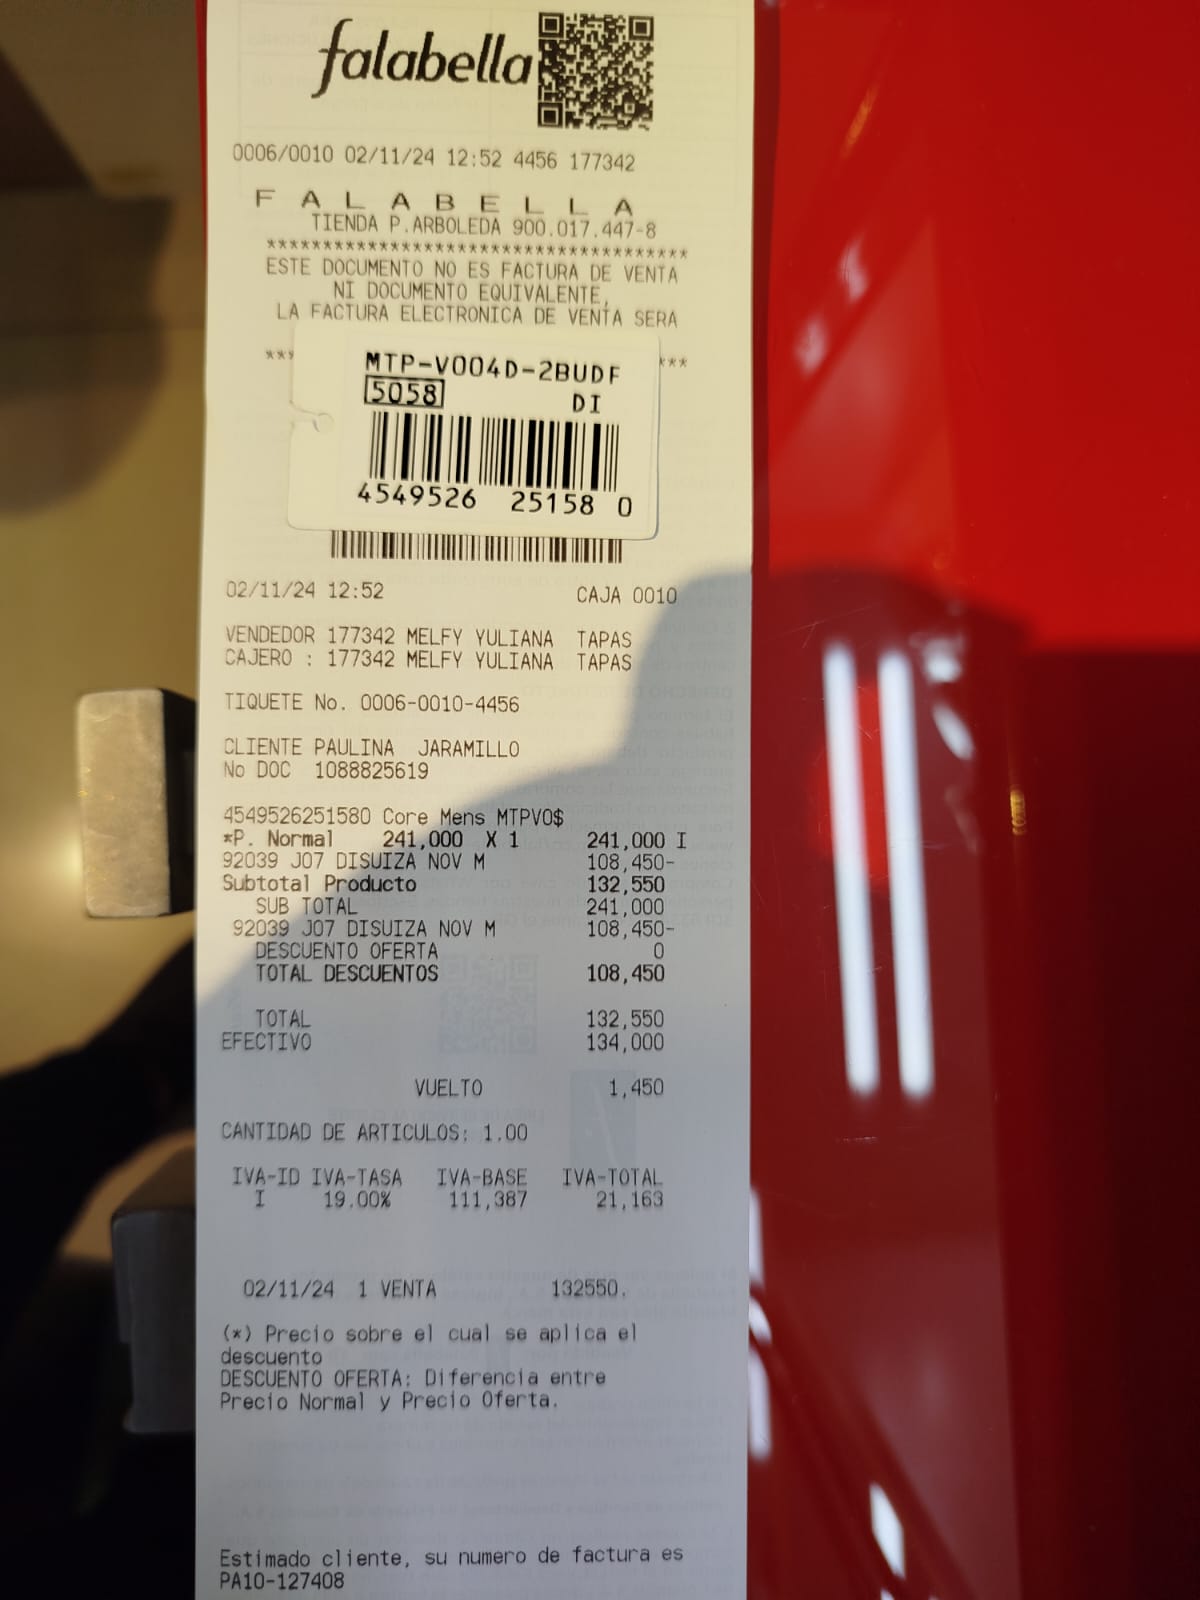 falabella
0006/0010 02/11/24 12:52 4456 177342
F A L A B E L L A
TIENDA P.ARBOLEDA 900.017.447-8
*************************************
ESTE DOCUMENTO NO ES FACTURA DE VENTA
NI DOCUMENTO EQUIVALENTE,
LA FACTURA ELECTRONICA DE VENTA SERA
*** ***
MTP-V004D-2BUDF
5058 DI
4549526 25158 0
02/11/24 12:52 CAJA 0010
VENDEDOR 177342 MELFY YULIANA TAPAS
CAJERO : 177342 MELFY YULIANA TAPAS
TIQUETE No. 0006-0010-4456
CLIENTE PAULINA JARAMILLO
No DOC 1088825619
4549526251580 Core Mens MTPVO$
*P. Normal 241,000 X 1 241,000 I
92039 J07 DISUIZA NOV M 108,450-
Subtotal Producto 132,550
SUB TOTAL 241,000
92039 J07 DISUIZA NOV M 108,450-
DESCUENTO OFERTA 0
TOTAL DESCUENTOS 108,450
TOTAL 132,550
EFECTIVO 134,000
VUELTO 1,450
CANTIDAD DE ARTICULOS: 1.00
IVA-ID IVA-TASA IVA-BASE IVA-TOTAL
I 19.00% 111,387 21,163
02/11/24 1 VENTA 132550.
(*) Precio sobre el cual se aplica el
descuento
DESCUENTO OFERTA: Diferencia entre
Precio Normal y Precio Oferta.
Estimado cliente, su numero de factura es
PA10-127408